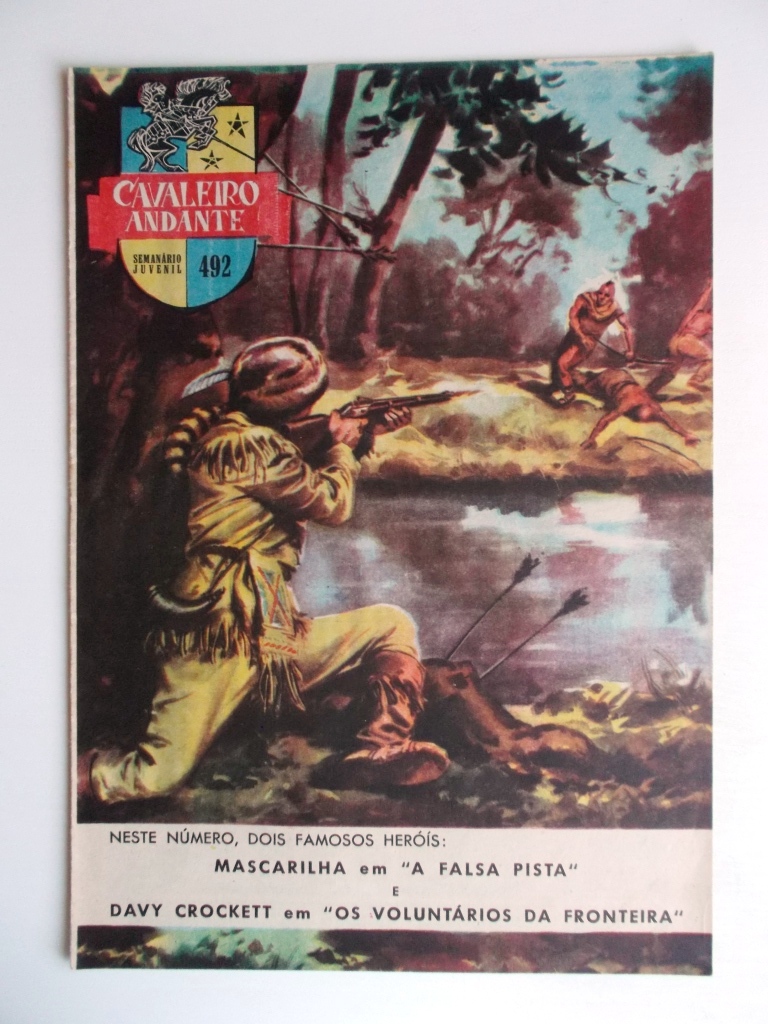 CAVALEIRO
ANDANTE
SEMANÁRIO
JUVENIL
492
NESTE NÚMERO, DOIS FAMOSOS HERÓIS:
MASCARILHA em "A FALSA PISTA"
E
DAVY CROCKETT em "OS VOLUNTÁRIOS DA FRONTEIRA"